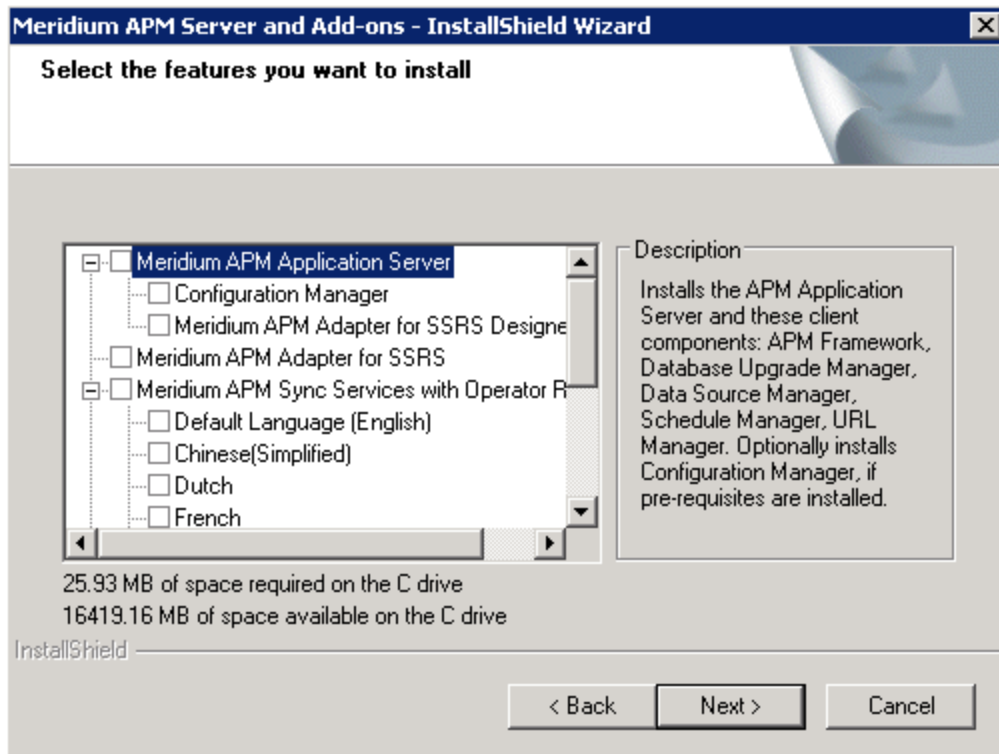 Meridium APM Server and Add-ons - InstallShield Wizard
Select the features you want to install
Meridium APM Application Server
Configuration Manager
Meridium APM Adapter for SSRS Designe
Meridium APM Adapter for SSRS
Meridium APM Sync Services with Operator R
Default Language (English)
Chinese(Simplified)
Dutch
French
Description
Installs the APM Application
Server and these client
components: APM Framework,
Database Upgrade Manager,
Data Source Manager,
Schedule Manager, URL
Manager. Optionally installs
Configuration Manager, if
pre-requisites are installed.
25.93 MB of space required on the C drive
16419.16 MB of space available on the C drive
InstallShield
< Back
Next >
Cancel